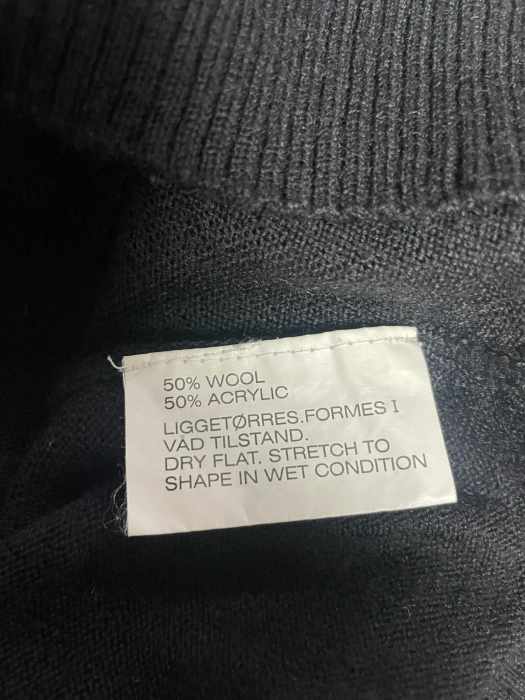 50% WOOL
50% ACRYLIC
LIGGETØRRES.FORMES I
VÅD TILSTAND.
DRY FLAT. STRETCH TO
SHAPE IN WET CONDITION